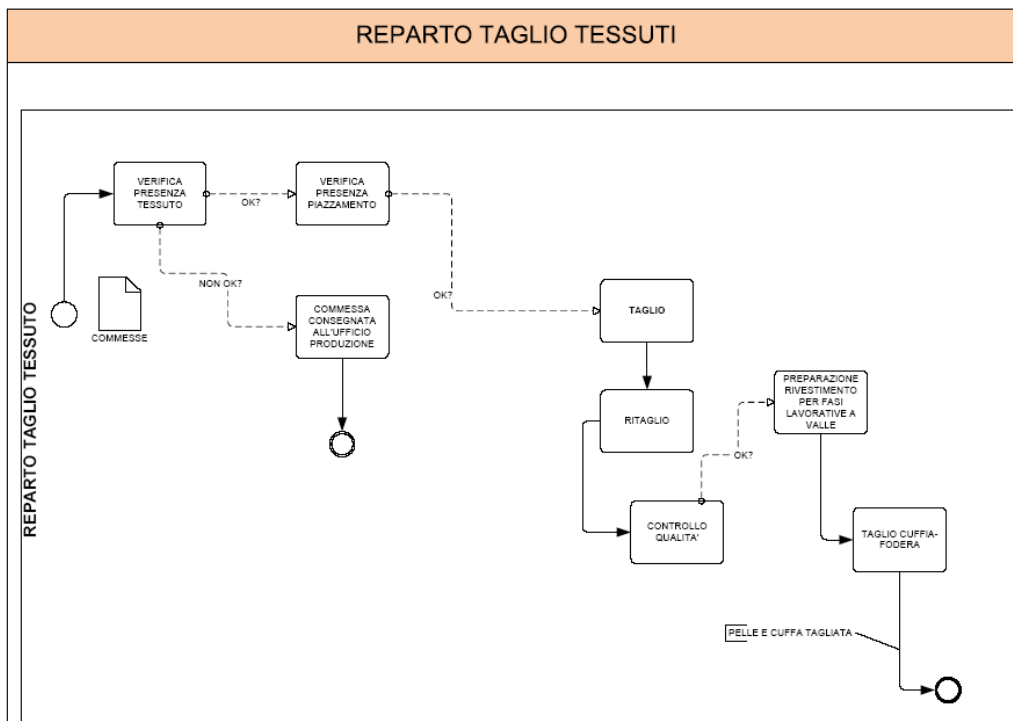 REPARTO TAGLIO TESSUTI
REPARTO TAGLIO TESSUTO
VERIFICA
PRESENZA
TESSUTO
OK?
VERIFICA
PRESENZA
PIAZZAMENTO
NON OK?
COMMESSE
COMMESSA
CONSEGNATA
ALL'UFFICIO
PRODUZIONE
OK?
TAGLIO
RITAGLIO
CONTROLLO
QUALITA'
OK?
PREPARAZIONE
RIVESTIMENTO
PER FASI
LAVORATIVE A
VALLE
TAGLIO CUFFIA-
FODERA
PELLE E CUFFA TAGLIATA